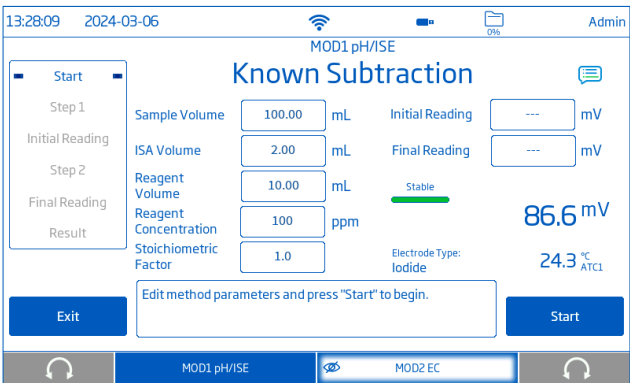 13:28:09 2024-03-06 0% Admin
MOD1 pH/ISE
Known Subtraction
Start
Step 1
Initial Reading
Step 2
Final Reading
Result
Sample Volume 100.00 mL
ISA Volume 2.00 mL
Reagent Volume 10.00 mL
Reagent Concentration 100 ppm
Stoichiometric Factor 1.0
Initial Reading --- mV
Final Reading --- mV
Stable
86.6 mV
Electrode Type:
Iodide
24.3 °C ATC1
Exit
Edit method parameters and press "Start" to begin.
Start
MOD1 pH/ISE
MOD2 EC